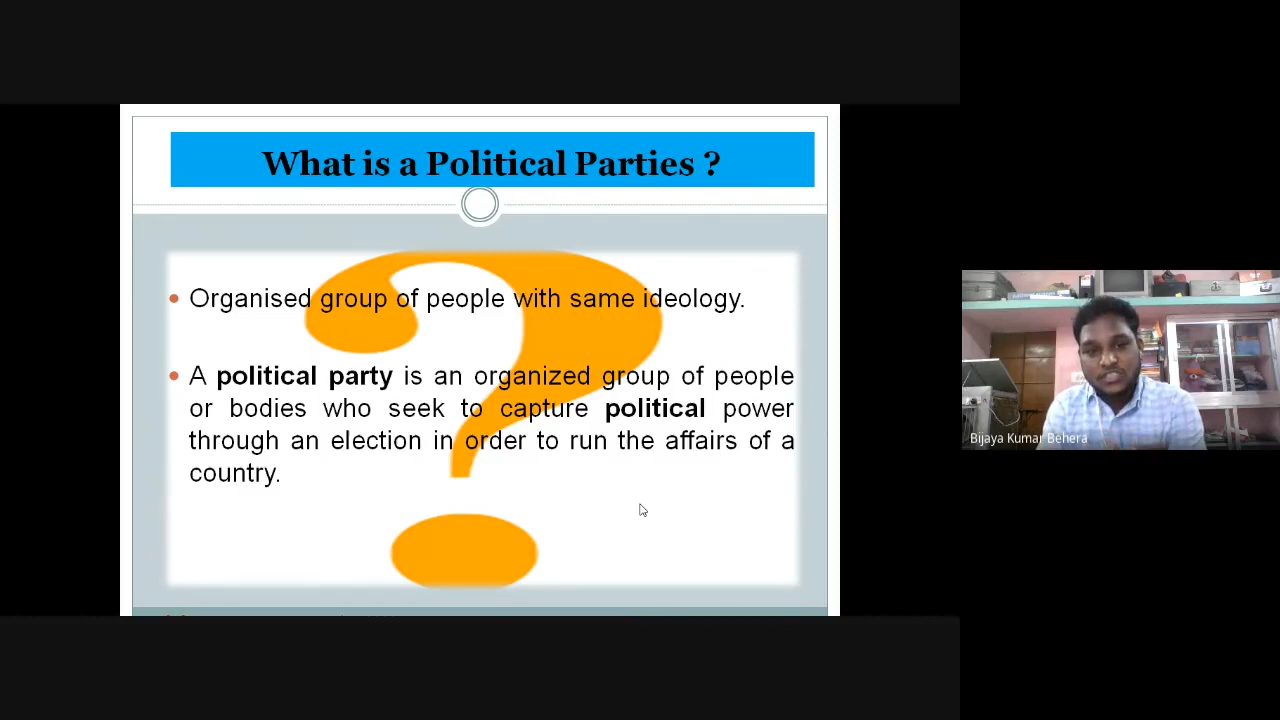 What is a Political Parties ?
Organised group of people with same ideology.
A political party is an organized group of people
or bodies who seek to capture political power
through an election in order to run the affairs of a
country.
Bijaya Kumar Behera